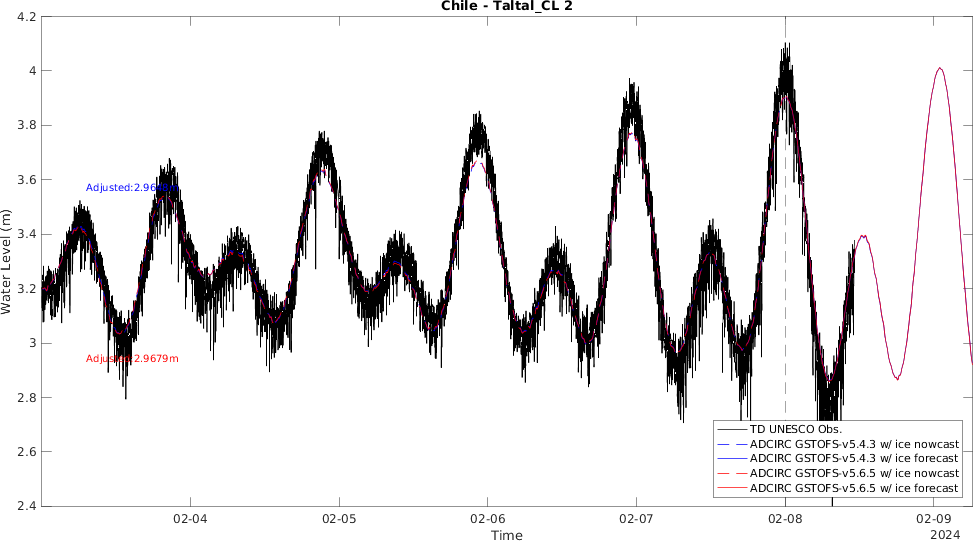 Chile - Taltal_CL 2
4.2
4
3.8
3.6
3.4
3.2
3
2.8
2.6
2.4
Water Level (m)
Adjusted:2.96
Adjusted:2.9679m
TD UNESCO Obs.
ADCIRC GSTOFS-v5.4.3 w/ ice nowcast
ADCIRC GSTOFS-v5.4.3 w/ ice forecast
ADCIRC GSTOFS-v5.6.5 w/ ice nowcast
ADCIRC GSTOFS-v5.6.5 w/ ice forecast
02-04 02-05 02-06 02-07 02-08 02-09
Time
2024